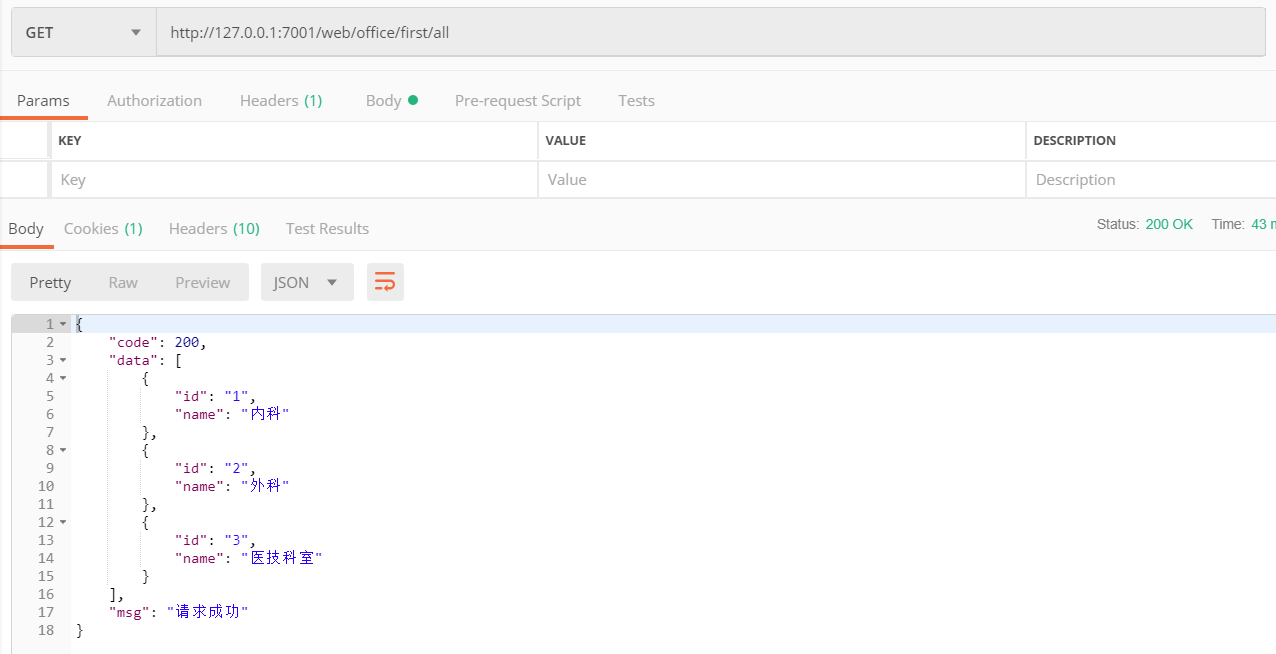 GET http://127.0.0.1:7001/web/office/first/all
Params Authorization Headers (1) Body Pre-request Script Tests
KEY VALUE DESCRIPTION
Key Value Description
Body Cookies (1) Headers (10) Test Results Status: 200 OK Time: 43
Pretty Raw Preview JSON
1 {
2 "code": 200,
3 "data": [
4 {
5 "id": "1",
6 "name": "内科"
7 },
8 {
9 "id": "2",
10 "name": "外科"
11 },
12 {
13 "id": "3",
14 "name": "医技科室"
15 }
16 ],
17 "msg": "请求成功"
18 }